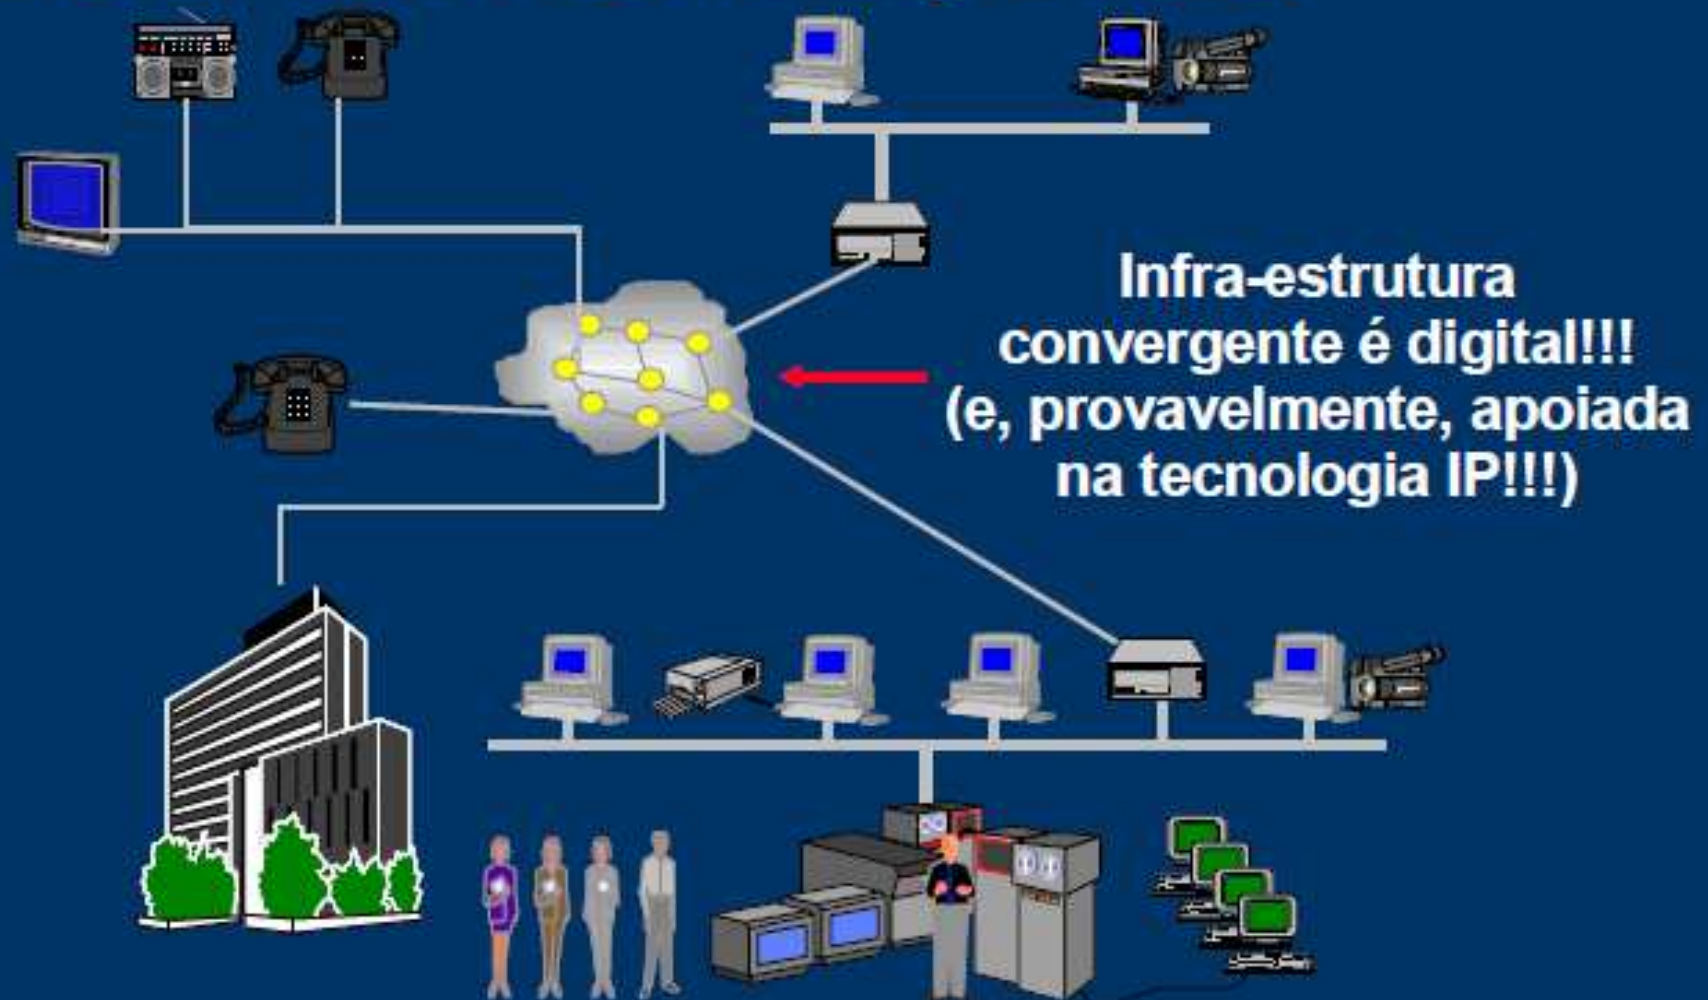 Infra-estrutura
convergente é digital!!!
(e, provavelmente, apoiada
na tecnologia IP!!!)